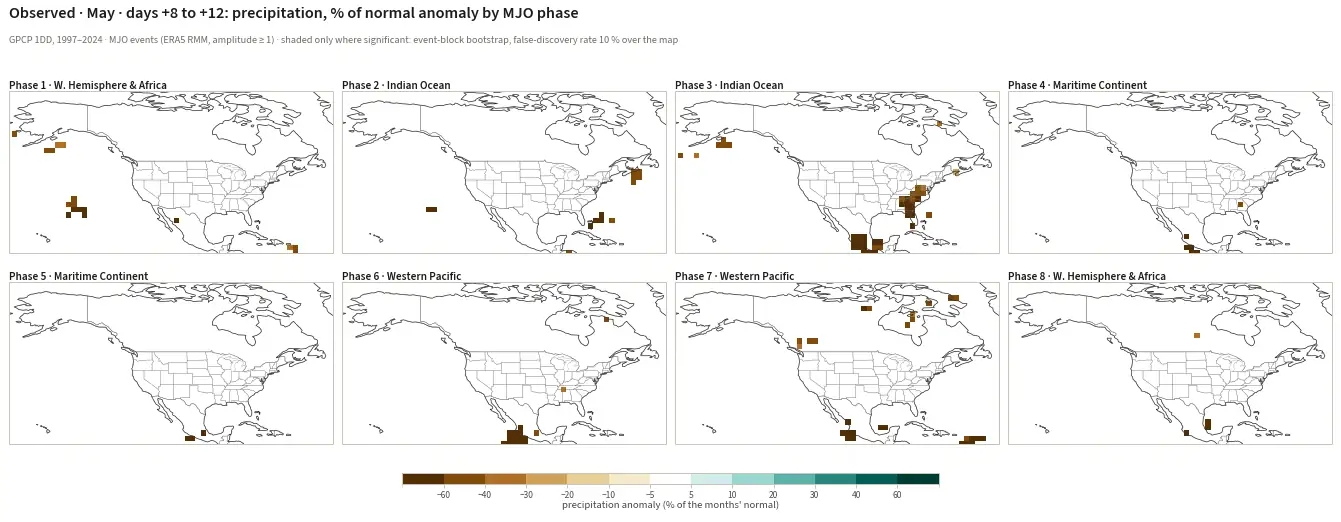 Observed · May · days +8 to +12: precipitation, % of normal anomaly by MJO phase
GPCP 1DD, 1997–2024 · MJO events (ERA5 RMM, amplitude ≥ 1) · shaded only where significant: event-block bootstrap, false-discovery rate 10 % over the map
Phase 1 · W. Hemisphere & Africa
Phase 2 · Indian Ocean
Phase 3 · Indian Ocean
Phase 4 · Maritime Continent
Phase 5 · Maritime Continent
Phase 6 · Western Pacific
Phase 7 · Western Pacific
Phase 8 · W. Hemisphere & Africa
−60 −40 −30 −20 −10 −5 5 10 20 30 40 60
precipitation anomaly (% of the months' normal)